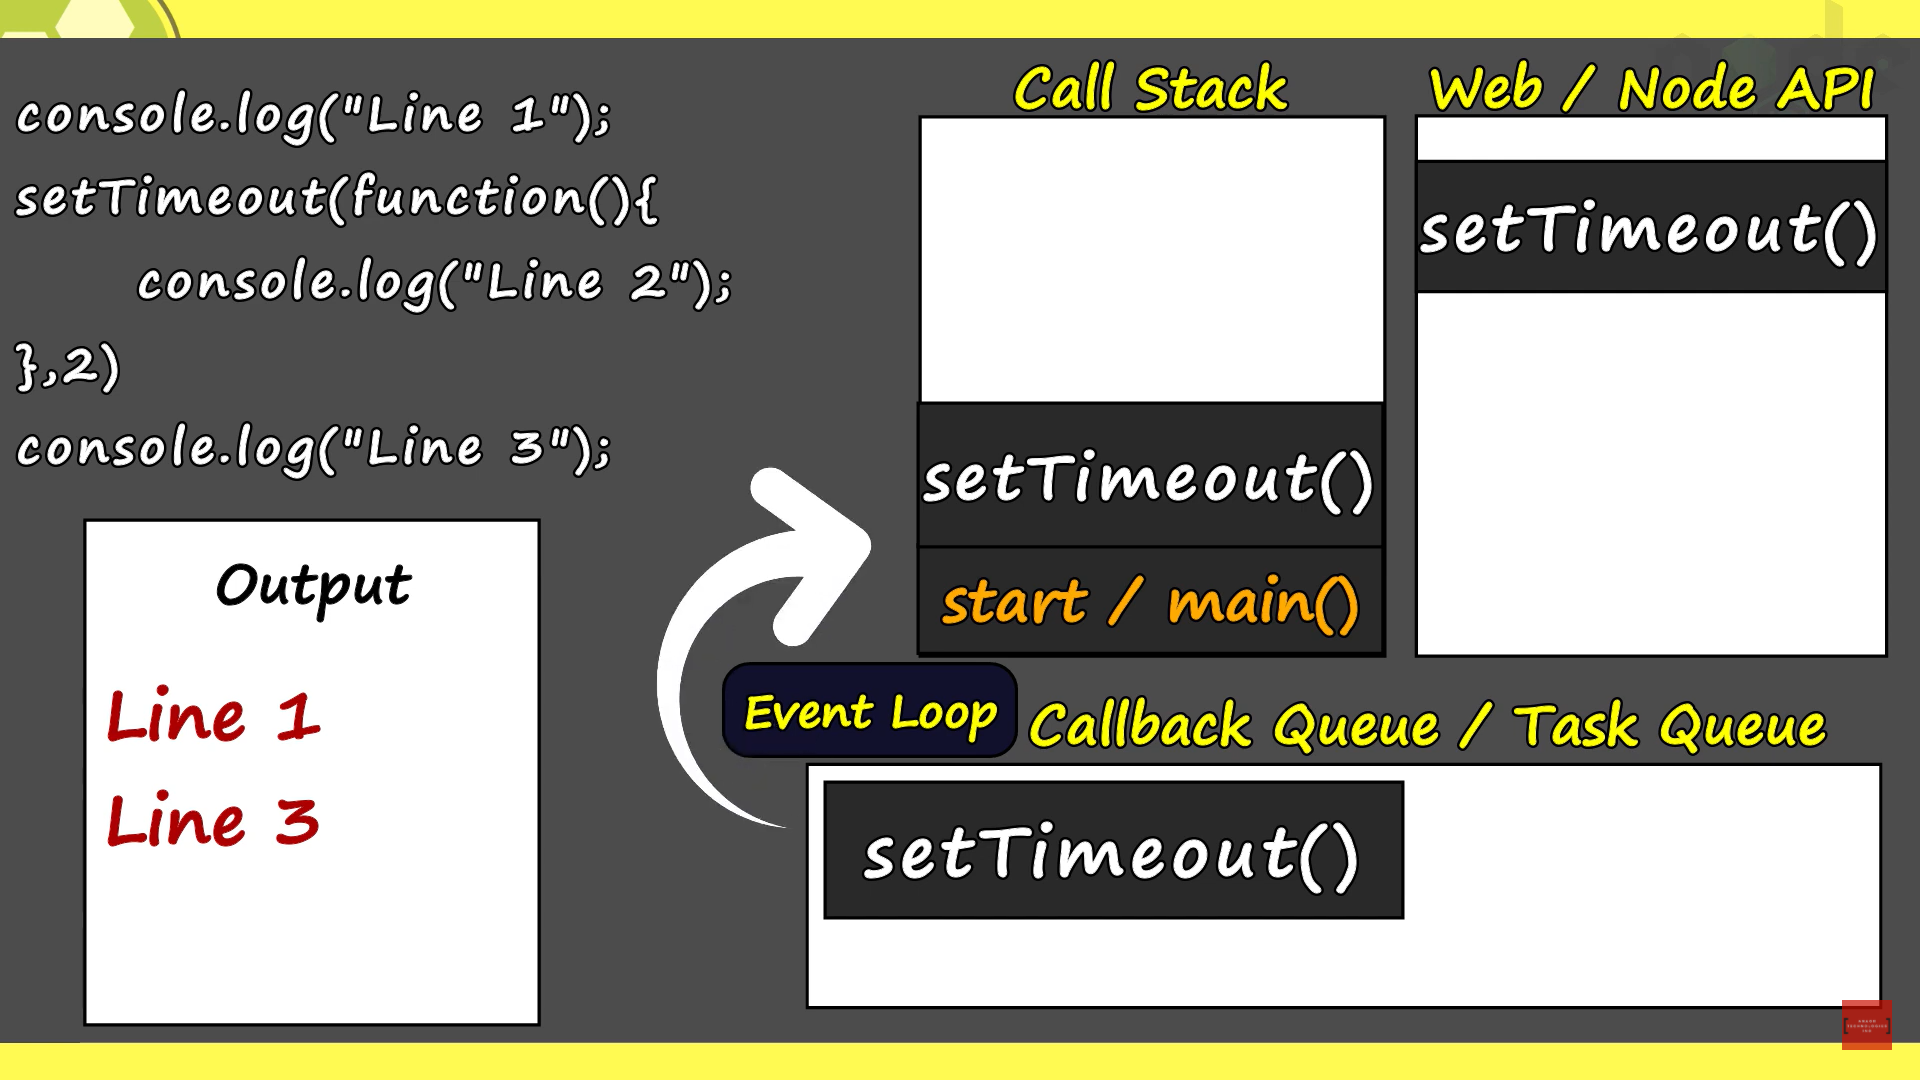 console.log("Line 1");
setTimeout(function(){
console.log("Line 2");
},2)
console.log("Line 3");
Output
Line 1
Line 3
Call Stack
setTimeout()
start / main()
Web / Node API
setTimeout()
Event Loop
Callback Queue / Task Queue
setTimeout()